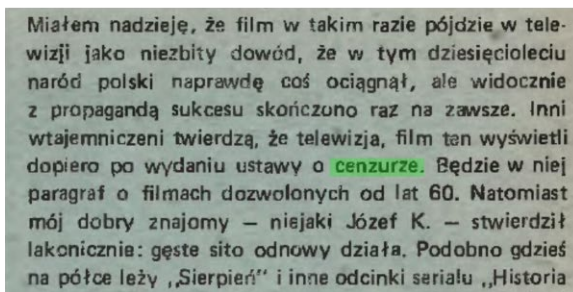 Miałem nadzieję, że film w takim razie pójdzie w tele-
wizji jako niezbity dowód, że w tym dziesięcioleciu
naród polski naprawdę coś ociągnął, ale widocznie
z propagandą sukcesu skończono raz na zawsze. Inni
wtajemniczeni twierdzą, że telewizja, film ten wyświetli
dopiero po wydaniu ustawy o cenzurze. Będzie w niej
paragraf o filmach dozwolonych od lat 60. Natomiast
mój dobry znajomy — niejaki Józef K. — stwierdził
lakonicznie: gęste sito odnowy działa. Podobno gdzieś
na półce leży „Sierpień" i inne odcinki serialu „Historia